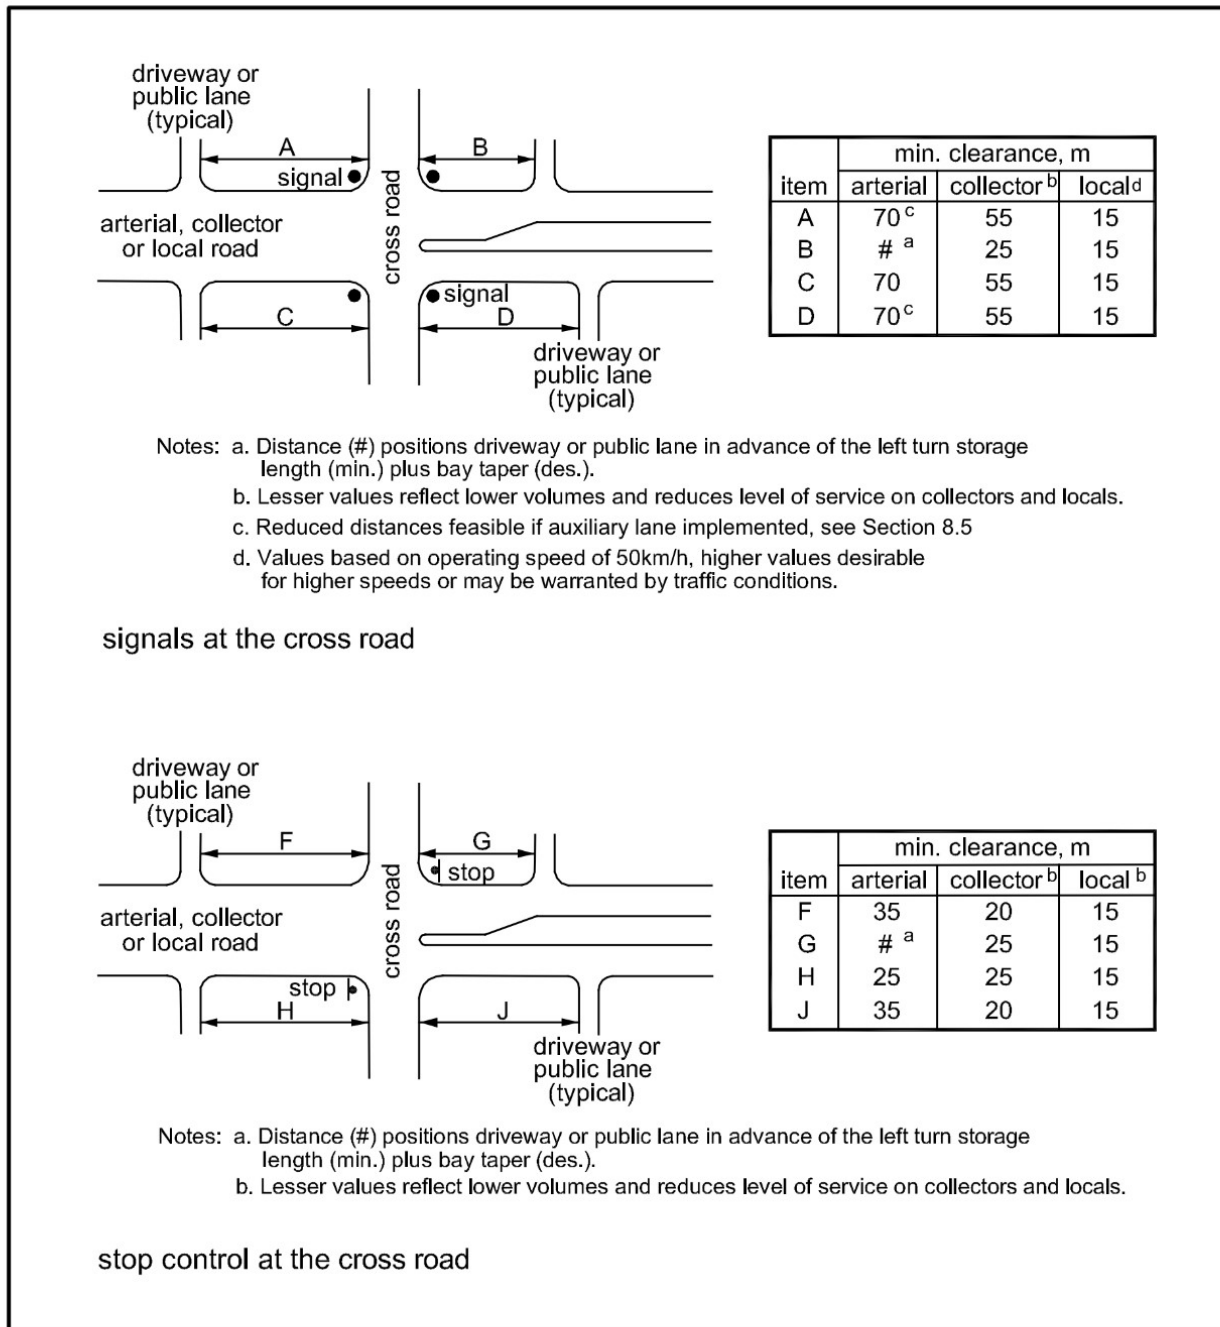 driveway or
public lane
(typical)
A
B
signal
cross road
arterial, collector
or local road
signal
C
D
driveway or
public lane
(typical)
min. clearance, m
item arterial collector b local d
A 70 c 55 15
B # a 25 15
C 70 55 15
D 70 c 55 15
Notes: a. Distance (#) positions driveway or public lane in advance of the left turn storage
length (min.) plus bay taper (des.).
b. Lesser values reflect lower volumes and reduces level of service on collectors and locals.
c. Reduced distances feasible if auxiliary lane implemented, see Section 8.5
d. Values based on operating speed of 50km/h, higher values desirable
for higher speeds or may be warranted by traffic conditions.
signals at the cross road
driveway or
public lane
(typical)
F
G
stop
cross road
arterial, collector
or local road
stop
H
J
driveway or
public lane
(typical)
min. clearance, m
item arterial collector b local b
F 35 20 15
G # a 25 15
H 25 25 15
J 35 20 15
Notes: a. Distance (#) positions driveway or public lane in advance of the left turn storage
length (min.) plus bay taper (des.).
b. Lesser values reflect lower volumes and reduces level of service on collectors and locals.
stop control at the cross road